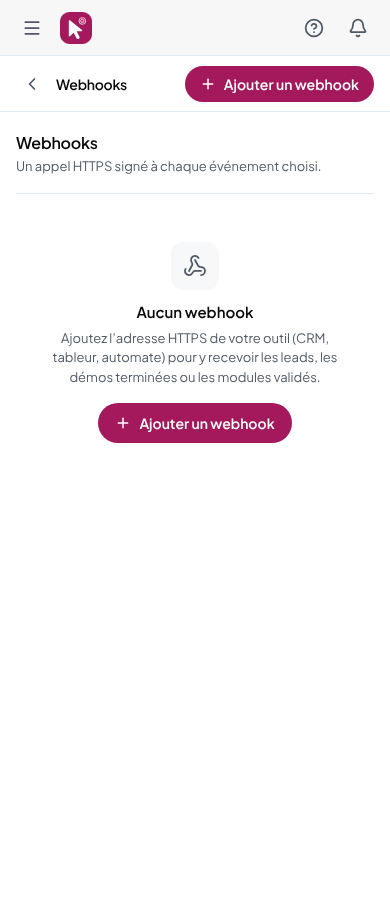 Webhooks
Ajouter un webhook
Webhooks
Un appel HTTPS signé à chaque événement choisi.
Aucun webhook
Ajoutez l'adresse HTTPS de votre outil (CRM,
tableur, automate) pour y recevoir les leads, les
démos terminées ou les modules validés.
Ajouter un webhook